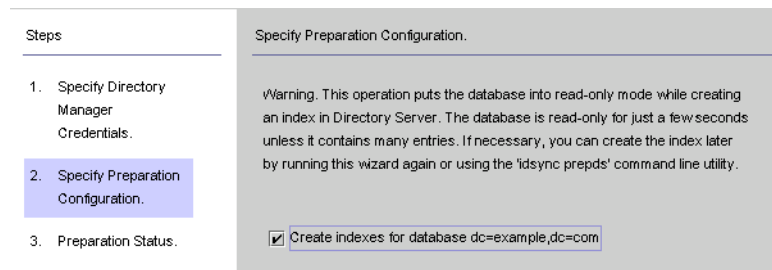 Steps
1. Specify Directory
Manager
Credentials.
2. Specify Preparation
Configuration.
3. Preparation Status.
Specify Preparation Configuration.
Warning. This operation puts the database into read-only mode while creating
an index in Directory Server. The database is read-only for just a few seconds
unless it contains many entries. If necessary, you can create the index later
by running this wizard again or using the 'idsync prepds' command line utility.
Create indexes for database dc=example,dc=com